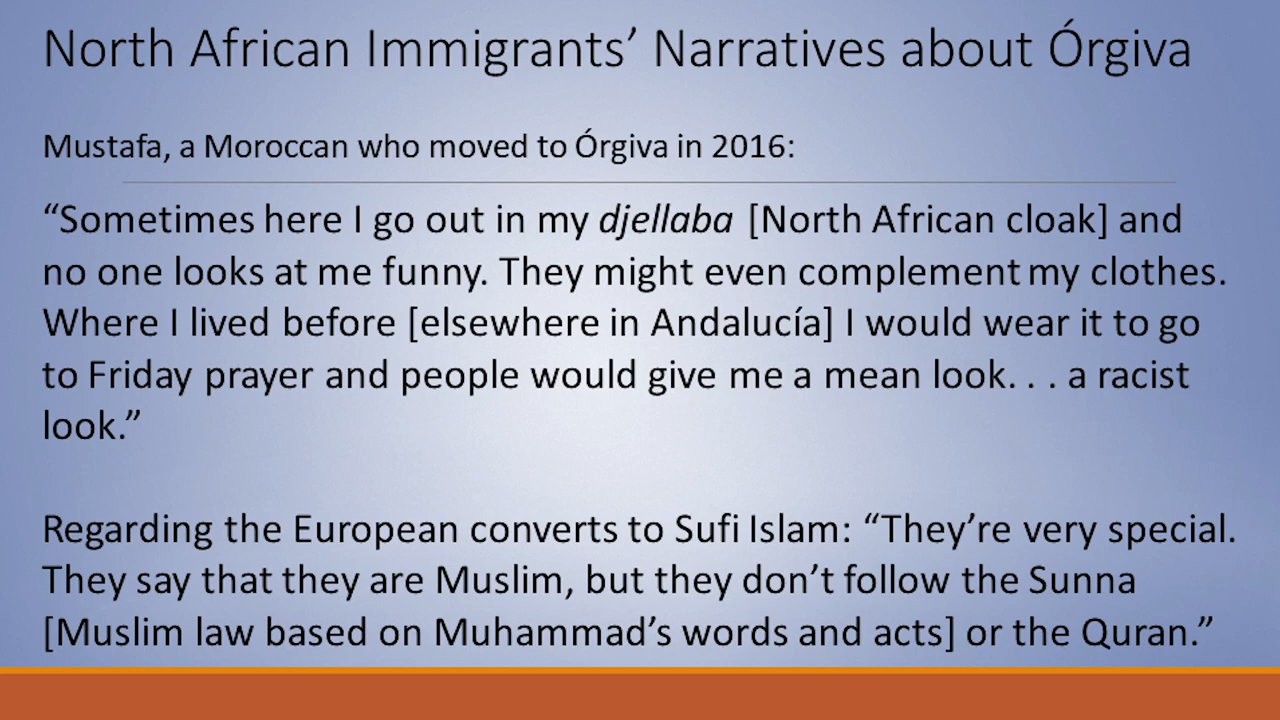 North African Immigrants’ Narratives about Órgiva
Mustafa, a Moroccan who moved to Órgiva in 2016:
“Sometimes here I go out in my djellaba [North African cloak] and
no one looks at me funny. They might even complement my clothes.
Where I lived before [elsewhere in Andalucía] I would wear it to go
to Friday prayer and people would give me a mean look. . . a racist
look.”
Regarding the European converts to Sufi Islam: “They’re very special.
They say that they are Muslim, but they don’t follow the Sunna
[Muslim law based on Muhammad’s words and acts] or the Quran.”